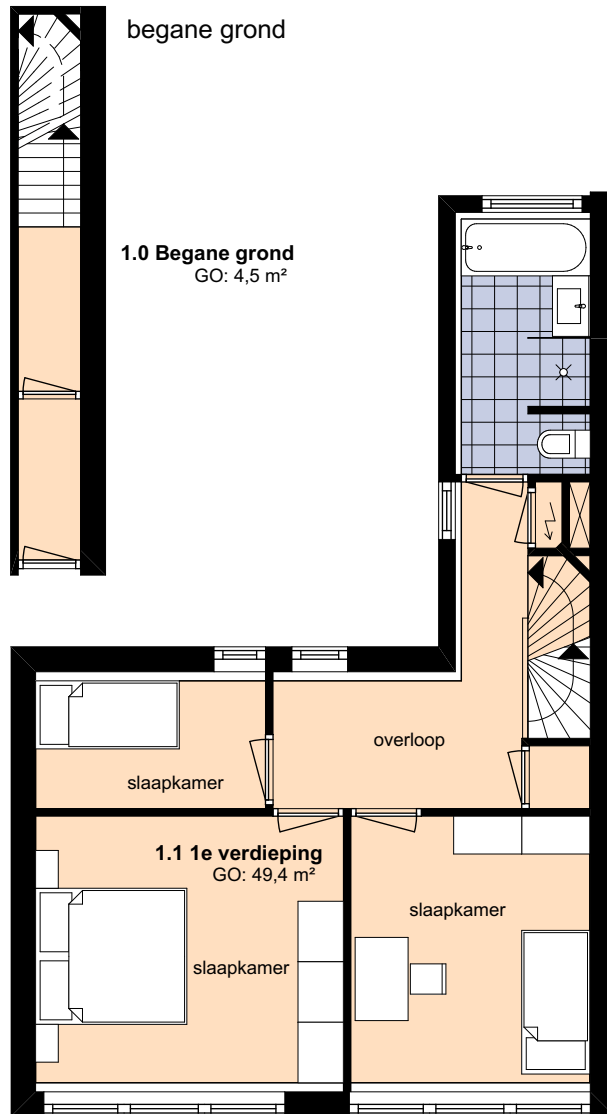 begane grond
1.0 Begane grond
GO: 4,5 m²
overloop
slaapkamer
1.1 1e verdieping
GO: 49,4 m²
slaapkamer
slaapkamer